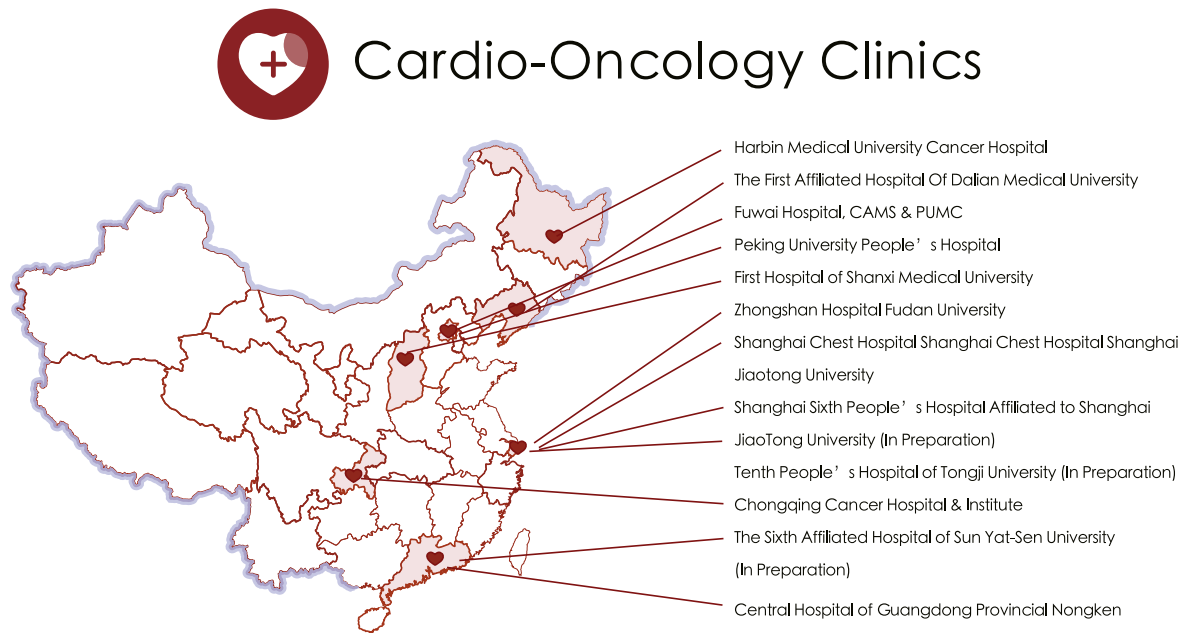 Cardio-Oncology Clinics
Harbin Medical University Cancer Hospital
The First Affiliated Hospital Of Dalian Medical University
Fuwai Hospital, CAMS & PUMC
Peking University People’ s Hospital
First Hospital of Shanxi Medical University
Zhongshan Hospital Fudan University
Shanghai Chest Hospital Shanghai Chest Hospital Shanghai
Jiaotong University
Shanghai Sixth People’ s Hospital Affiliated to Shanghai
JiaoTong University (In Preparation)
Tenth People’ s Hospital of Tongji University (In Preparation)
Chongqing Cancer Hospital & Institute
The Sixth Affiliated Hospital of Sun Yat-Sen University
(In Preparation)
Central Hospital of Guangdong Provincial Nongken